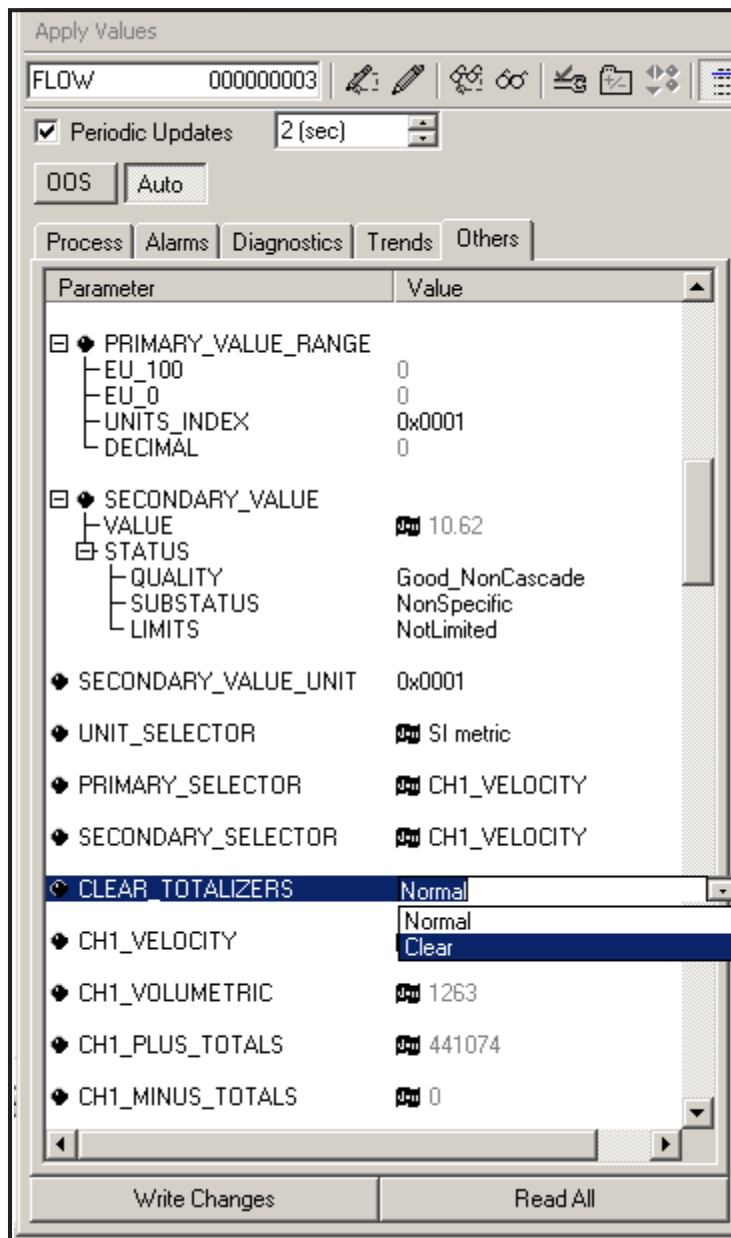 Apply Values
FLOW 000000003
Periodic Updates 2 (sec)
OOS Auto
Process Alarms Diagnostics Trends Others
Parameter Value
PRIMARY_VALUE_RANGE
EU_100 0
EU_0 0
UNITS_INDEX 0x0001
DECIMAL 0
SECONDARY_VALUE
VALUE 10.62
STATUS
QUALITY Good_NonCascade
SUBSTATUS NonSpecific
LIMITS NotLimited
SECONDARY_VALUE_UNIT 0x0001
UNIT_SELECTOR SI metric
PRIMARY_SELECTOR CH1_VELOCITY
SECONDARY_SELECTOR CH1_VELOCITY
CLEAR_TOTALIZERS Normal
Normal
CH1_VELOCITY Clear
CH1_VOLUMETRIC 1263
CH1_PLUS_TOTALS 441074
CH1_MINUS_TOTALS 0
Write Changes Read All